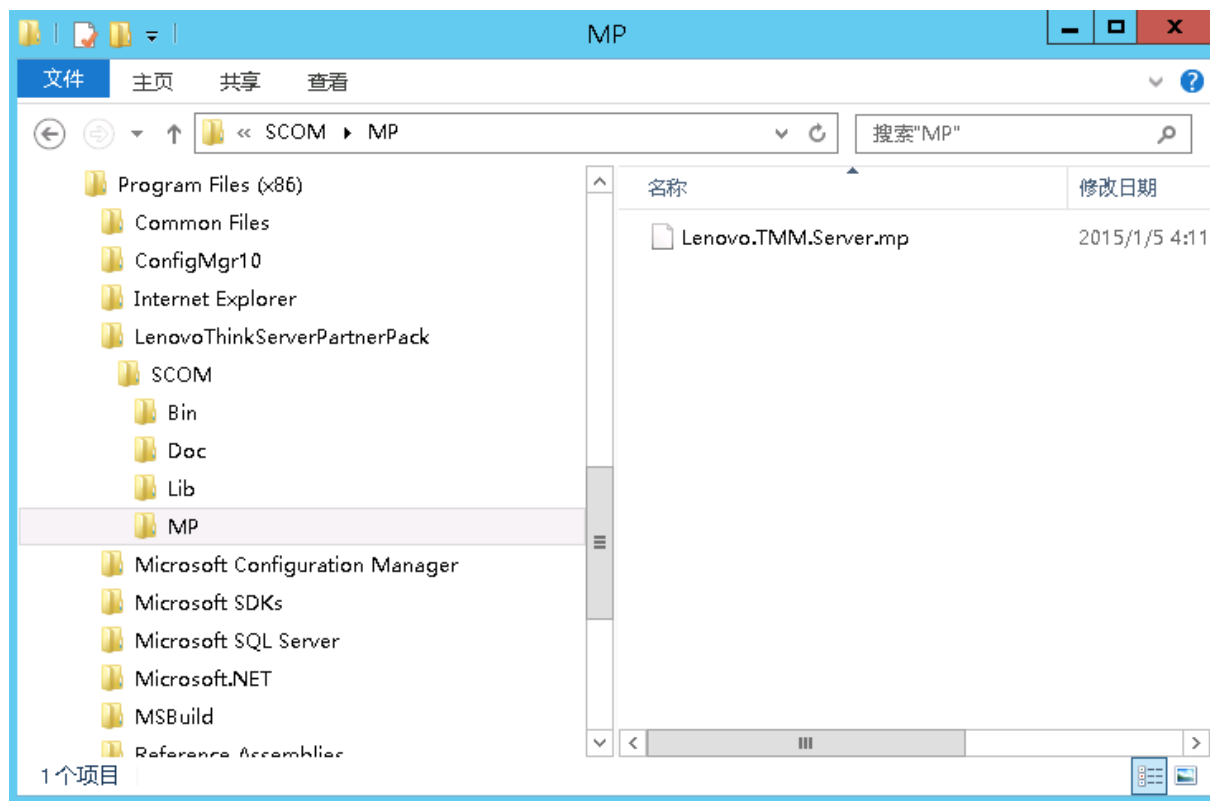 MP
文件 主页 共享 查看
« SCOM MP
搜索"MP"
Program Files (x86)
Common Files
ConfigMgr10
Internet Explorer
LenovoThinkServerPartnerPack
SCOM
Bin
Doc
Lib
MP
Microsoft Configuration Manager
Microsoft SDKs
Microsoft SQL Server
Microsoft.NET
MSBuild
Reference Assemblies
名称 修改日期
Lenovo.TMM.Server.mp 2015/1/5 4:11
1个项目